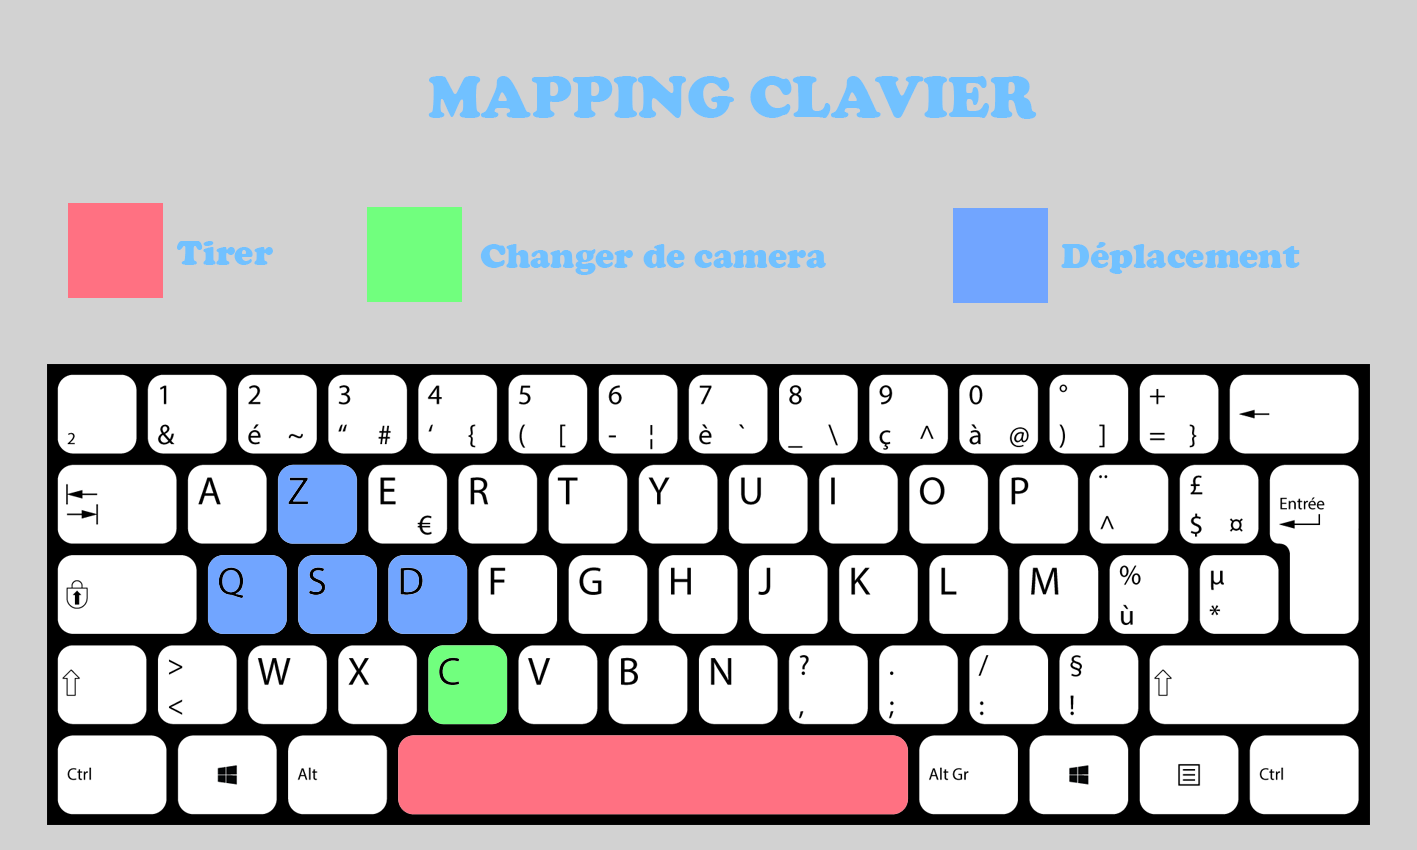 MAPPING CLAVIER
Tirer Changer de camera Déplacement
1 2 3 4 5 6 7 8 9 0 ° +
2 & é ~ “ # ‘ { ( [ - ¦ è ` _ \ ç ^ à @ ) ] = }
A Z E R T Y U I O P ¨ £ Entrée
€ ^ $ ¤
Q S D F G H J K L M % µ
ù *
> W X C V B N ? . / §
< , ; : !
Ctrl Alt Alt Gr Ctrl